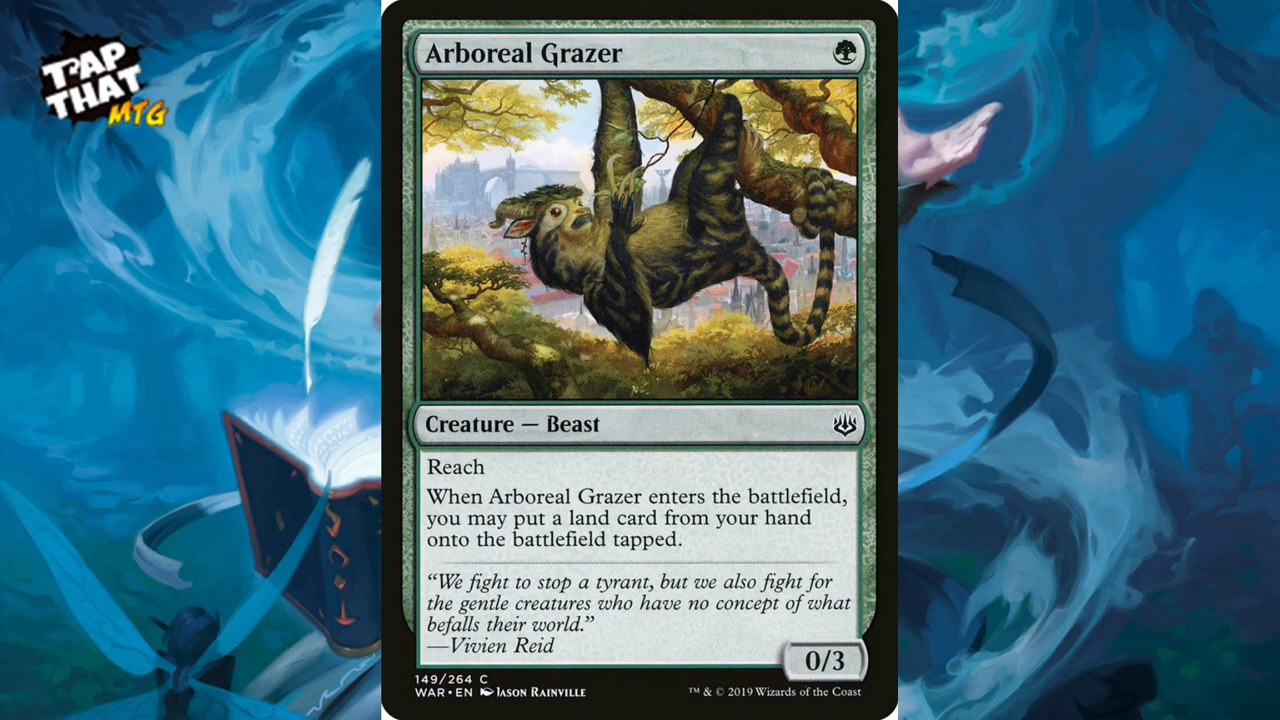 TRAP
THAT
MTG
Arboreal Grazer
Creature — Beast
Reach
When Arboreal Grazer enters the battlefield,
you may put a land card from your hand
onto the battlefield tapped.
“We fight to stop a tyrant, but we also fight for
the gentle creatures who have no concept of what
befalls their world.”
—Vivien Reid
0/3
149/264 C
WAR • EN Jason Rainville
™ & © 2019 Wizards of the Coast